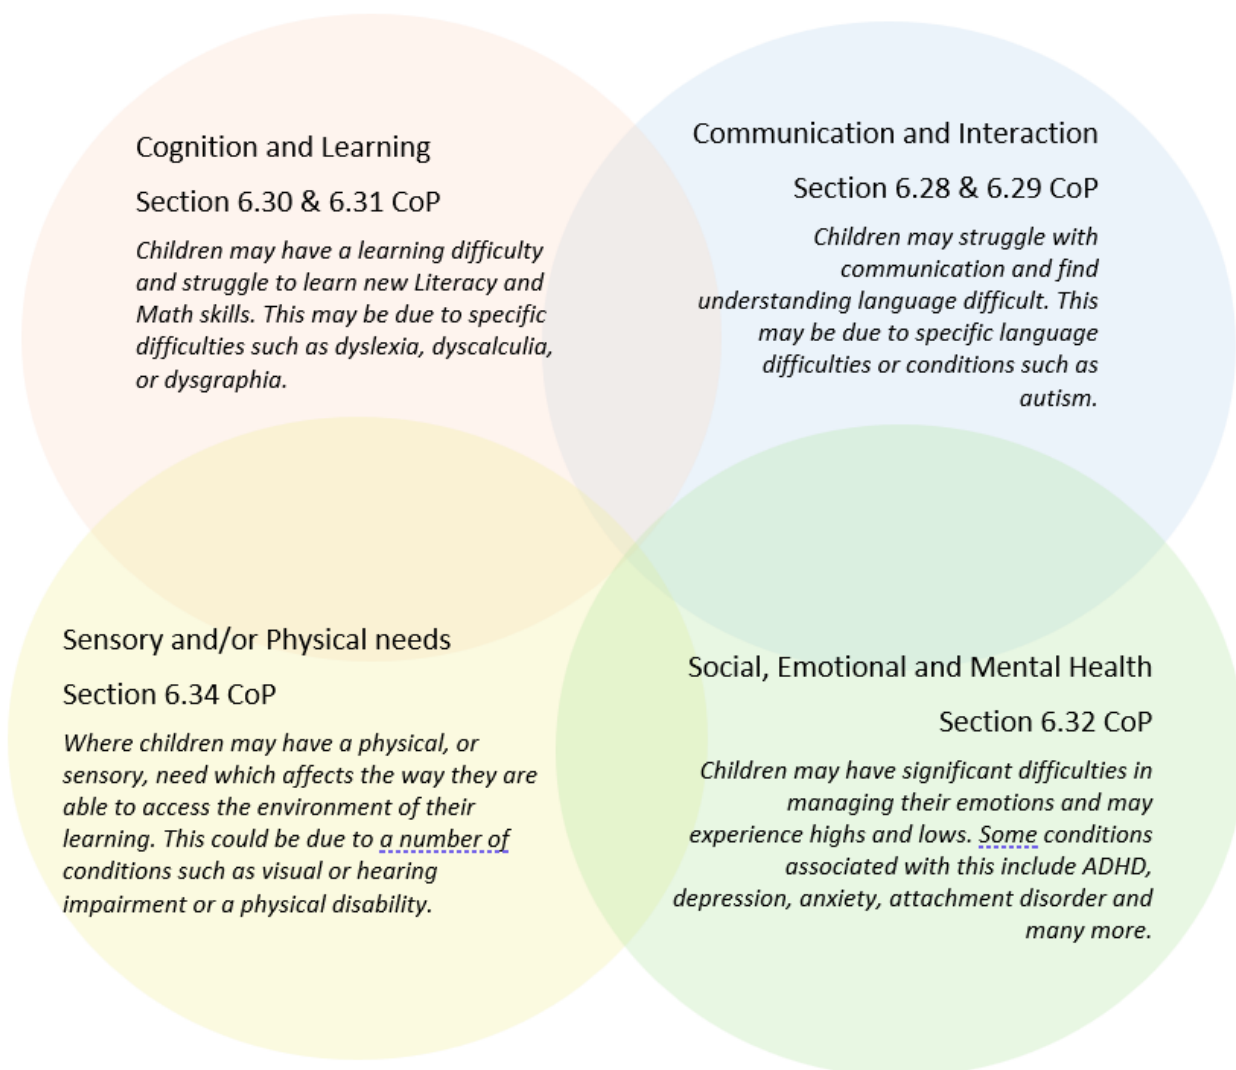 Cognition and Learning
Section 6.30 & 6.31 CoP
Children may have a learning difficulty
and struggle to learn new Literacy and
Math skills. This may be due to specific
difficulties such as dyslexia, dyscalculia,
or dysgraphia.
Communication and Interaction
Section 6.28 & 6.29 CoP
Children may struggle with
communication and find
understanding language difficult. This
may be due to specific language
difficulties or conditions such as
autism.
Sensory and/or Physical needs
Section 6.34 CoP
Where children may have a physical, or
sensory, need which affects the way they are
able to access the environment of their
learning. This could be due to a number of
conditions such as visual or hearing
impairment or a physical disability.
Social, Emotional and Mental Health
Section 6.32 CoP
Children may have significant difficulties in
managing their emotions and may
experience highs and lows. Some conditions
associated with this include ADHD,
depression, anxiety, attachment disorder and
many more.